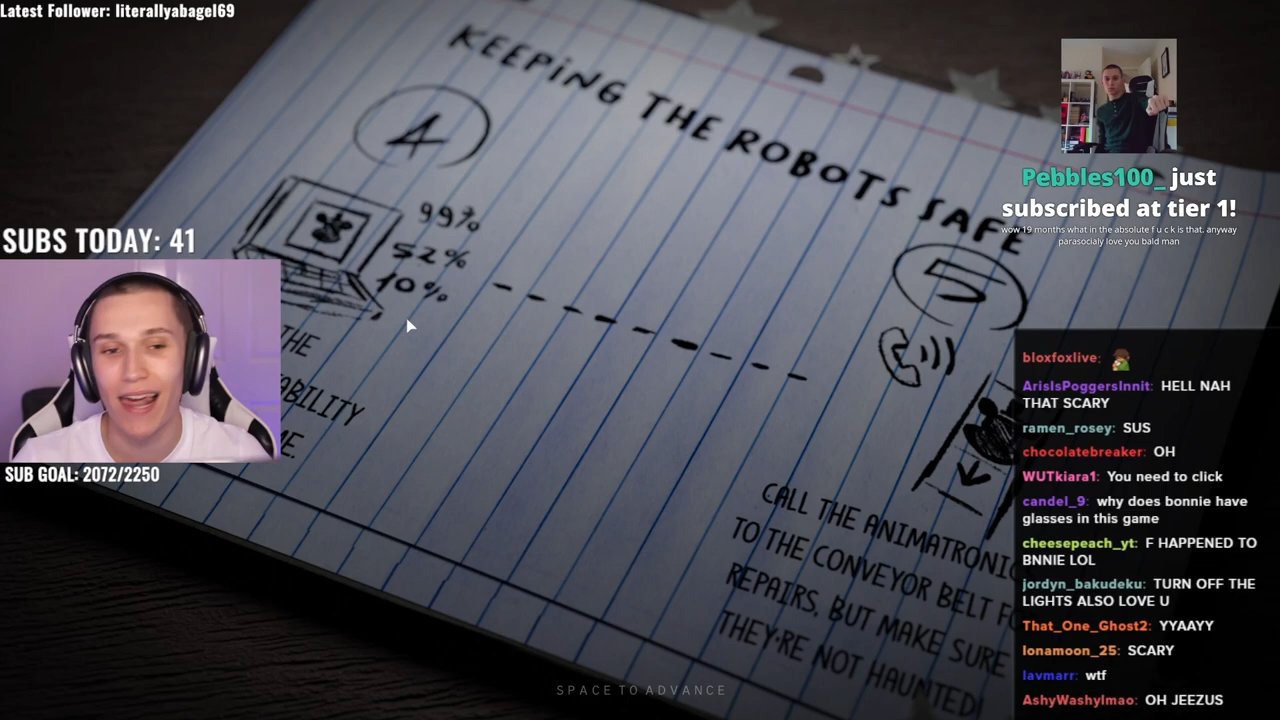 Latest Follower: literallyabagel69
KEEPING THE ROBOTS SAFE
4
99%
52%
10%
THE
ABILITY
ME.
5
CALL THE ANIMATRONIC
TO THE CONVEYOR BELT FO
REPAIRS, BUT MAKE SURE
THEY'RE NOT HAUNTED!
SPACE TO ADVANCE
SUBS TODAY: 41
SUB GOAL: 2072/2250
Pebbles100_ just
subscribed at tier 1!
wow 19 months what in the absolute f u c k is that. anyway
parasocialy love you bald man
bloxfoxlive:
ArisIsPoggersInnit: HELL NAH
THAT SCARY
ramen_rosey: SUS
chocolatebreaker: OH
WUTkiara1: You need to click
candel_9: why does bonnie have
glasses in this game
cheesepeach_yt: F HAPPENED TO
BNNIE LOL
jordyn_bakudeku: TURN OFF THE
LIGHTS ALSO LOVE U
That_One_Ghost2: YYAAYY
lonamoon_25: SCARY
lavmarr: wtf
AshyWashylmao: OH JEEZUS